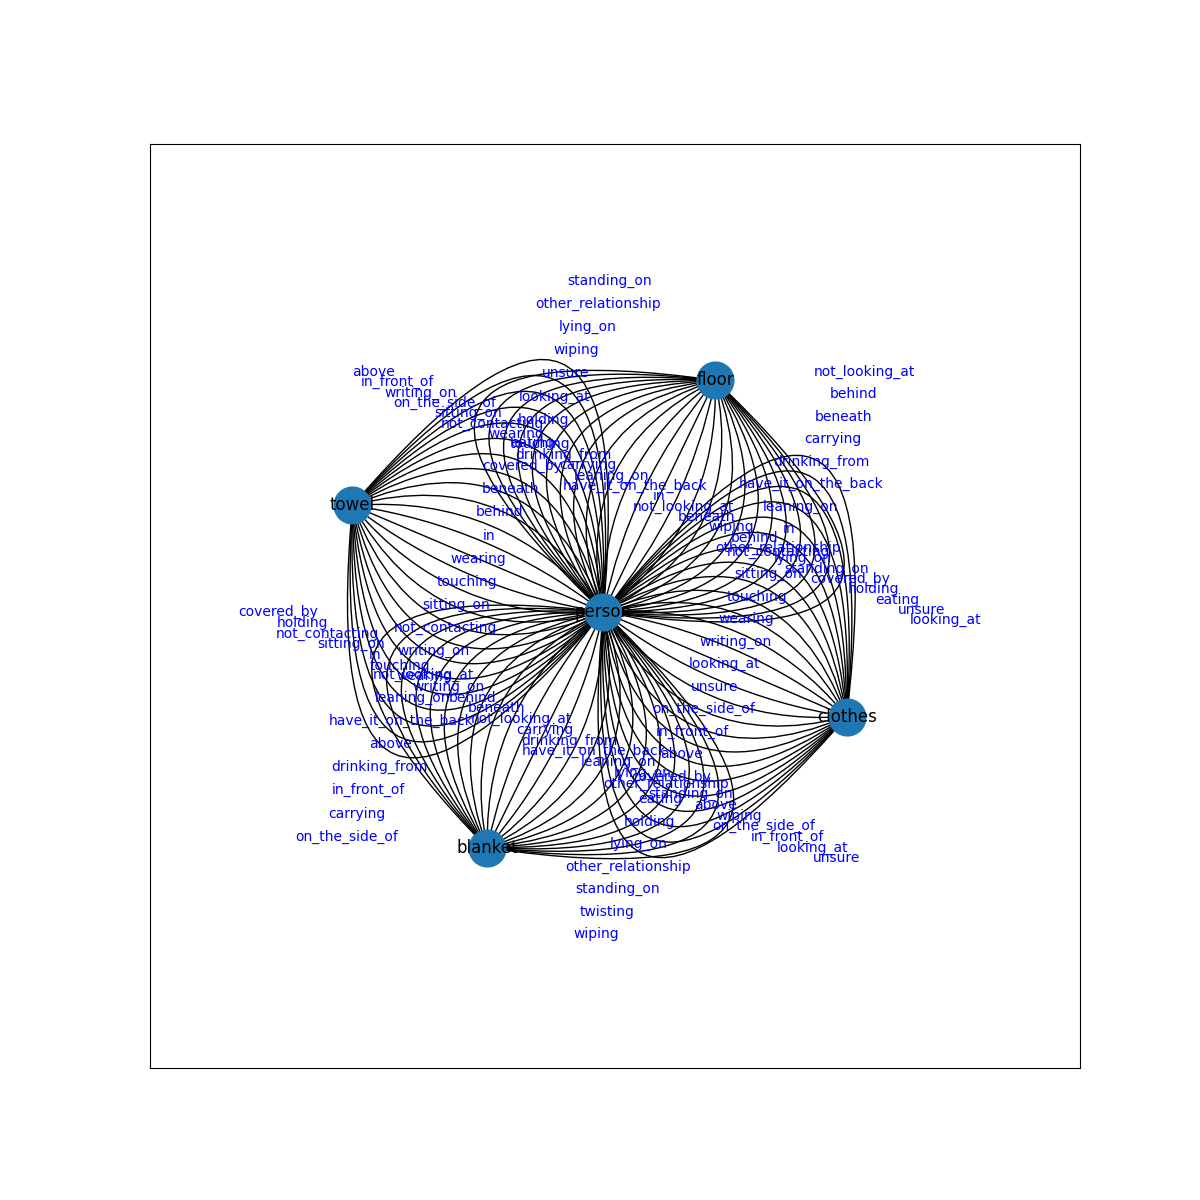 standing_on
other_relationship
lying_on
wiping
above
unsure
not_looking_at
floor
in_front_of
behind
writing_on
looking_at
on_the_side_of
beneath
sitting_on
holding
not_contacting
wearing
carrying
touching
drinking_from
drinking_from
covered_by
carrying
leaning_on
have_it_on_the_back
beneath
have_it_on_the_back
in
towel
not_looking_at
leaning_on
behind
beneath
wiping
in
in
behind
other_relationship
not_contacting
lying_on
wearing
standing_on
sitting_on
covered_by
touching
holding
touching
eating
sitting_on
unsure
covered_by
person
wearing
looking_at
holding
not_contacting
not_contacting
writing_on
sitting_on
writing_on
in
looking_at
touching
not_looking_at
wearing
writing_on
unsure
leaning_on
behind
beneath
on_the_side_of
have_it_on_the_back
not_looking_at
clothes
carrying
in_front_of
above
drinking_from
have_it_on_the_back
above
drinking_from
leaning_on
lying_on
covered_by
in_front_of
other_relationship
standing_on
eating
above
carrying
holding
wiping
on_the_side_of
on_the_side_of
in_front_of
blanket
lying_on
looking_at
unsure
other_relationship
standing_on
twisting
wiping